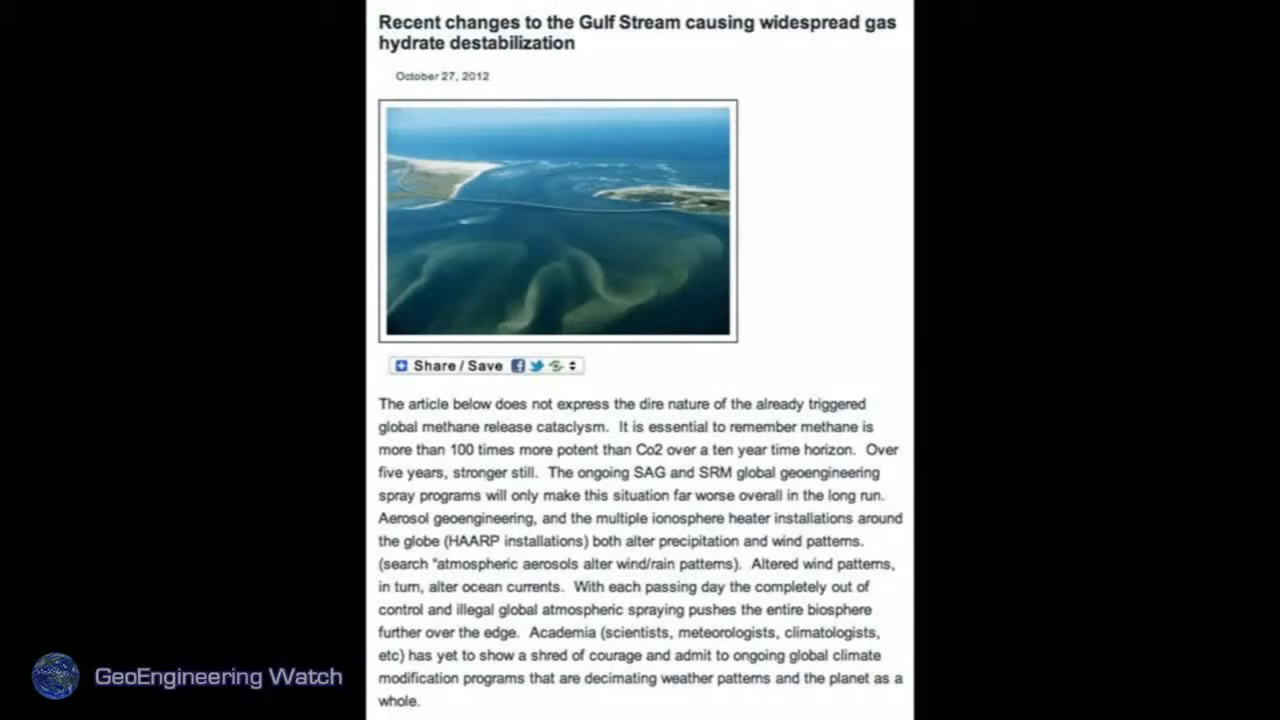 Recent changes to the Gulf Stream causing widespread gas
hydrate destabilization
October 27, 2012
Share / Save
The article below does not express the dire nature of the already triggered
global methane release cataclysm. It is essential to remember methane is
more than 100 times more potent than Co2 over a ten year time horizon. Over
five years, stronger still. The ongoing SAG and SRM global geoengineering
spray programs will only make this situation far worse overall in the long run.
Aerosol geoengineering, and the multiple ionosphere heater installations around
the globe (HAARP installations) both alter precipitation and wind patterns.
(search "atmospheric aerosols alter wind/rain patterns). Altered wind patterns,
in turn, alter ocean currents. With each passing day the completely out of
control and illegal global atmospheric spraying pushes the entire biosphere
further over the edge. Academia (scientists, meteorologists, climatologists,
etc) has yet to show a shred of courage and admit to ongoing global climate
modification programs that are decimating weather patterns and the planet as a
whole.
GeoEngineering Watch